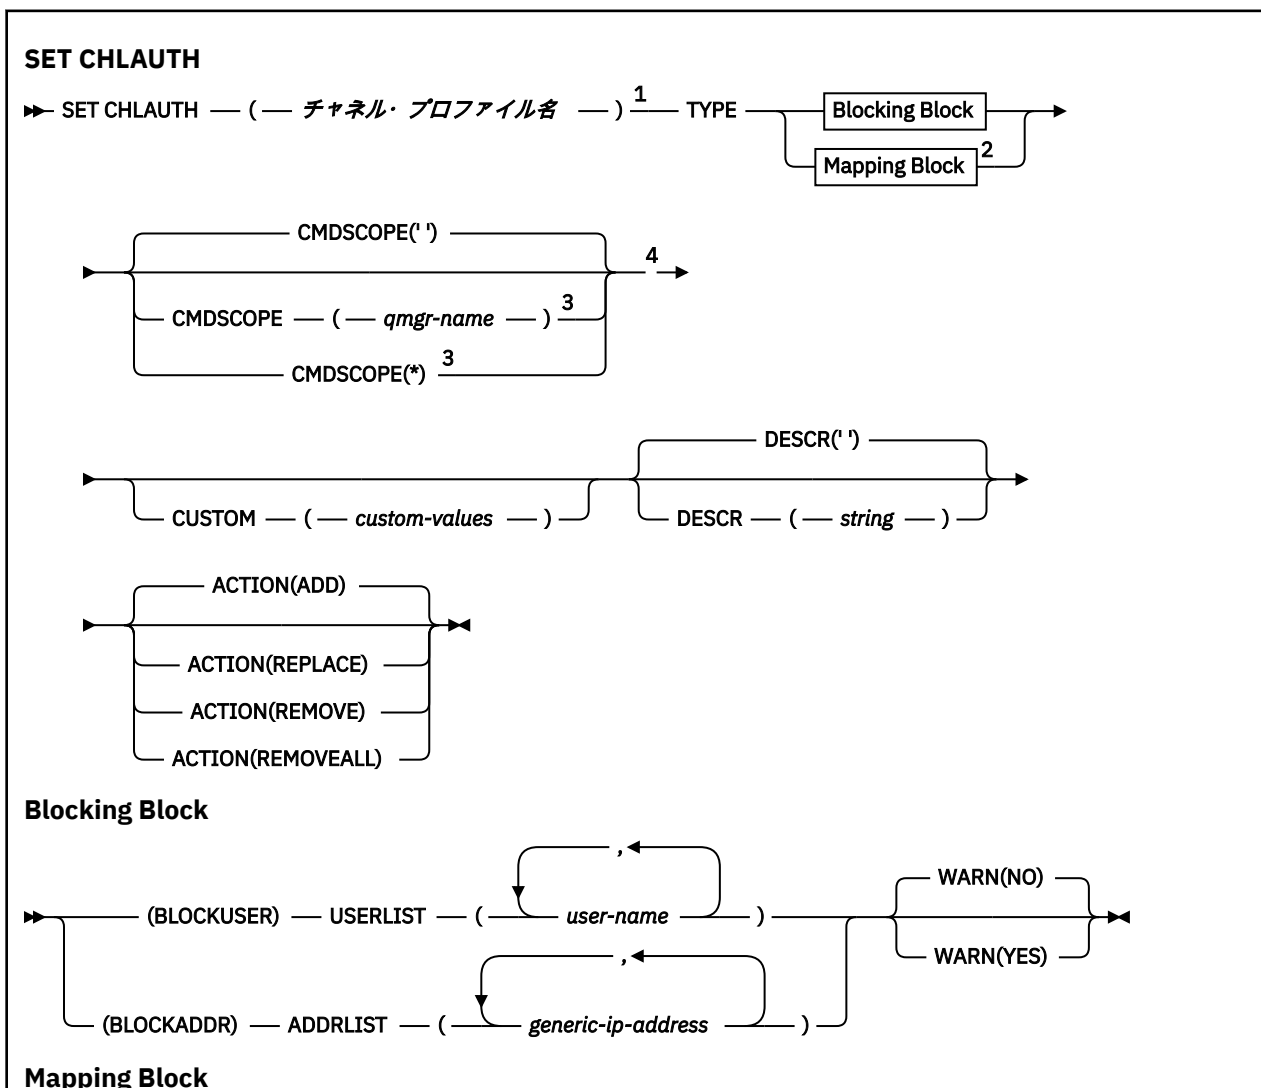 SET CHLAUTH
SET CHLAUTH ( チャネル・プロファイル名 ) 1 TYPE Blocking Block
Mapping Block 2
CMDSCOPE(' ')
4
CMDSCOPE ( qmgr-name ) 3
CMDSCOPE(*) 3
DESCR(' ')
CUSTOM ( custom-values ) DESCR ( string )
ACTION(ADD)
ACTION(REPLACE)
ACTION(REMOVE)
ACTION(REMOVEALL)
Blocking Block
,
WARN(NO)
(BLOCKUSER) USERLIST ( user-name )
WARN(YES)
,
(BLOCKADDR) ADDRLIST ( generic-ip-address )
Mapping Block